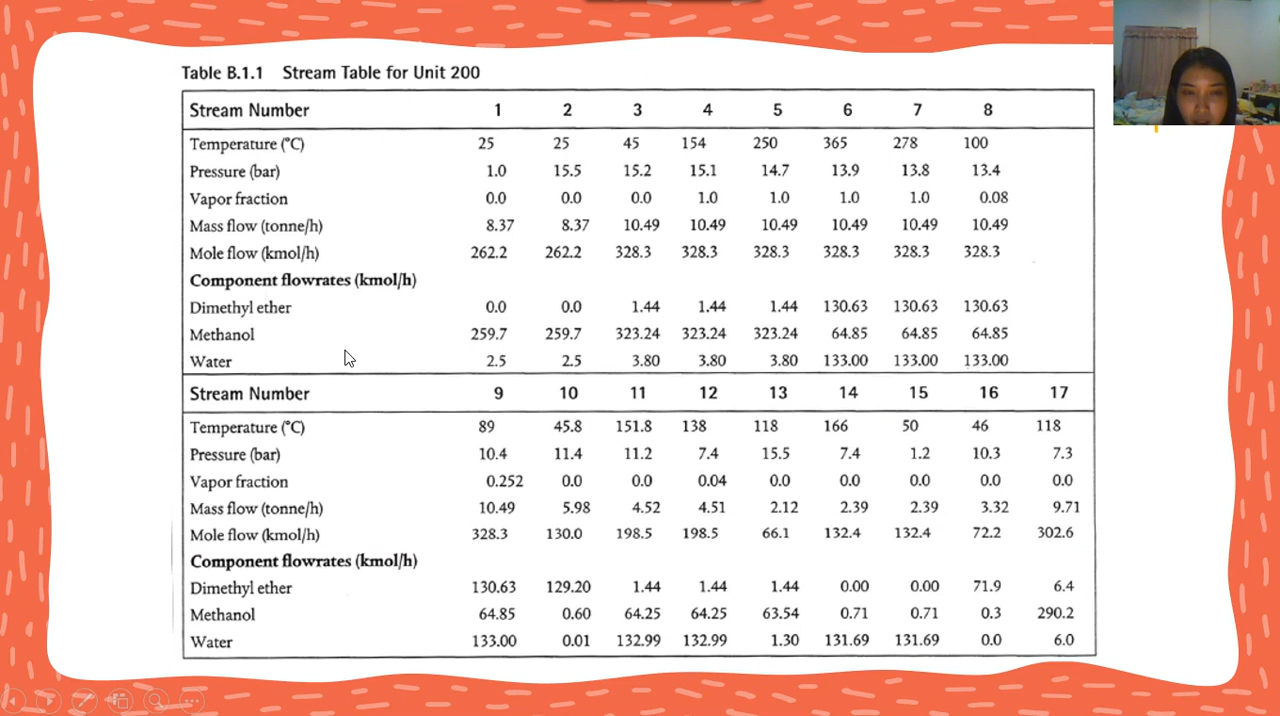 Table B.1.1 Stream Table for Unit 200
Stream Number 1 2 3 4 5 6 7 8
Temperature (°C) 25 25 45 154 250 365 278 100
Pressure (bar) 1.0 15.5 15.2 15.1 14.7 13.9 13.8 13.4
Vapor fraction 0.0 0.0 0.0 1.0 1.0 1.0 1.0 0.08
Mass flow (tonne/h) 8.37 8.37 10.49 10.49 10.49 10.49 10.49 10.49
Mole flow (kmol/h) 262.2 262.2 328.3 328.3 328.3 328.3 328.3 328.3
Component flowrates (kmol/h)
Dimethyl ether 0.0 0.0 1.44 1.44 1.44 130.63 130.63 130.63
Methanol 259.7 259.7 323.24 323.24 323.24 64.85 64.85 64.85
Water 2.5 2.5 3.80 3.80 3.80 133.00 133.00 133.00
Stream Number 9 10 11 12 13 14 15 16 17
Temperature (°C) 89 45.8 151.8 138 118 166 50 46 118
Pressure (bar) 10.4 11.4 11.2 7.4 15.5 7.4 1.2 10.3 7.3
Vapor fraction 0.252 0.0 0.0 0.04 0.0 0.0 0.0 0.0 0.0
Mass flow (tonne/h) 10.49 5.98 4.52 4.51 2.12 2.39 2.39 3.32 9.71
Mole flow (kmol/h) 328.3 130.0 198.5 198.5 66.1 132.4 132.4 72.2 302.6
Component flowrates (kmol/h)
Dimethyl ether 130.63 129.20 1.44 1.44 1.44 0.00 0.00 71.9 6.4
Methanol 64.85 0.60 64.25 64.25 63.54 0.71 0.71 0.3 290.2
Water 133.00 0.01 132.99 132.99 1.30 131.69 131.69 0.0 6.0